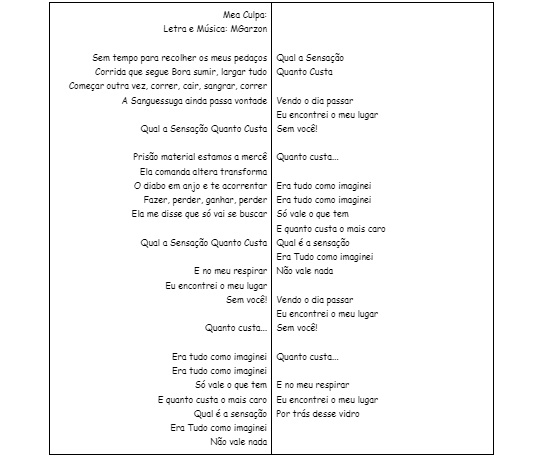 Mea Culpa:
Letra e Música: MGarzon
Sem tempo para recolher os meus pedaços
Corrida que segue Bora sumir, largar tudo
Começar outra vez, correr, cair, sangrar, correr
A Sanguessuga ainda passa vontade
Qual a Sensação Quanto Custa
Prisão material estamos a mercê
Ela comanda altera transforma
O diabo em anjo e te acorrentar
Fazer, perder, ganhar, perder
Ela me disse que só vai se buscar
Qual a Sensação Quanto Custa
E no meu respirar
Eu encontrei o meu lugar
Sem você!
Quanto custa...
Era tudo como imaginei
Era tudo como imaginei
Só vale o que tem
E quanto custa o mais caro
Qual é a sensação
Era Tudo como imaginei
Não vale nada
Qual a Sensação
Quanto Custa
Vendo o dia passar
Eu encontrei o meu lugar
Sem você!
Quanto custa...
Era tudo como imaginei
Era tudo como imaginei
Só vale o que tem
E quanto custa o mais caro
Qual é a sensação
Era Tudo como imaginei
Não vale nada
Vendo o dia passar
Eu encontrei o meu lugar
Sem você!
Quanto custa...
E no meu respirar
Eu encontrei o meu lugar
Por trás desse vidro